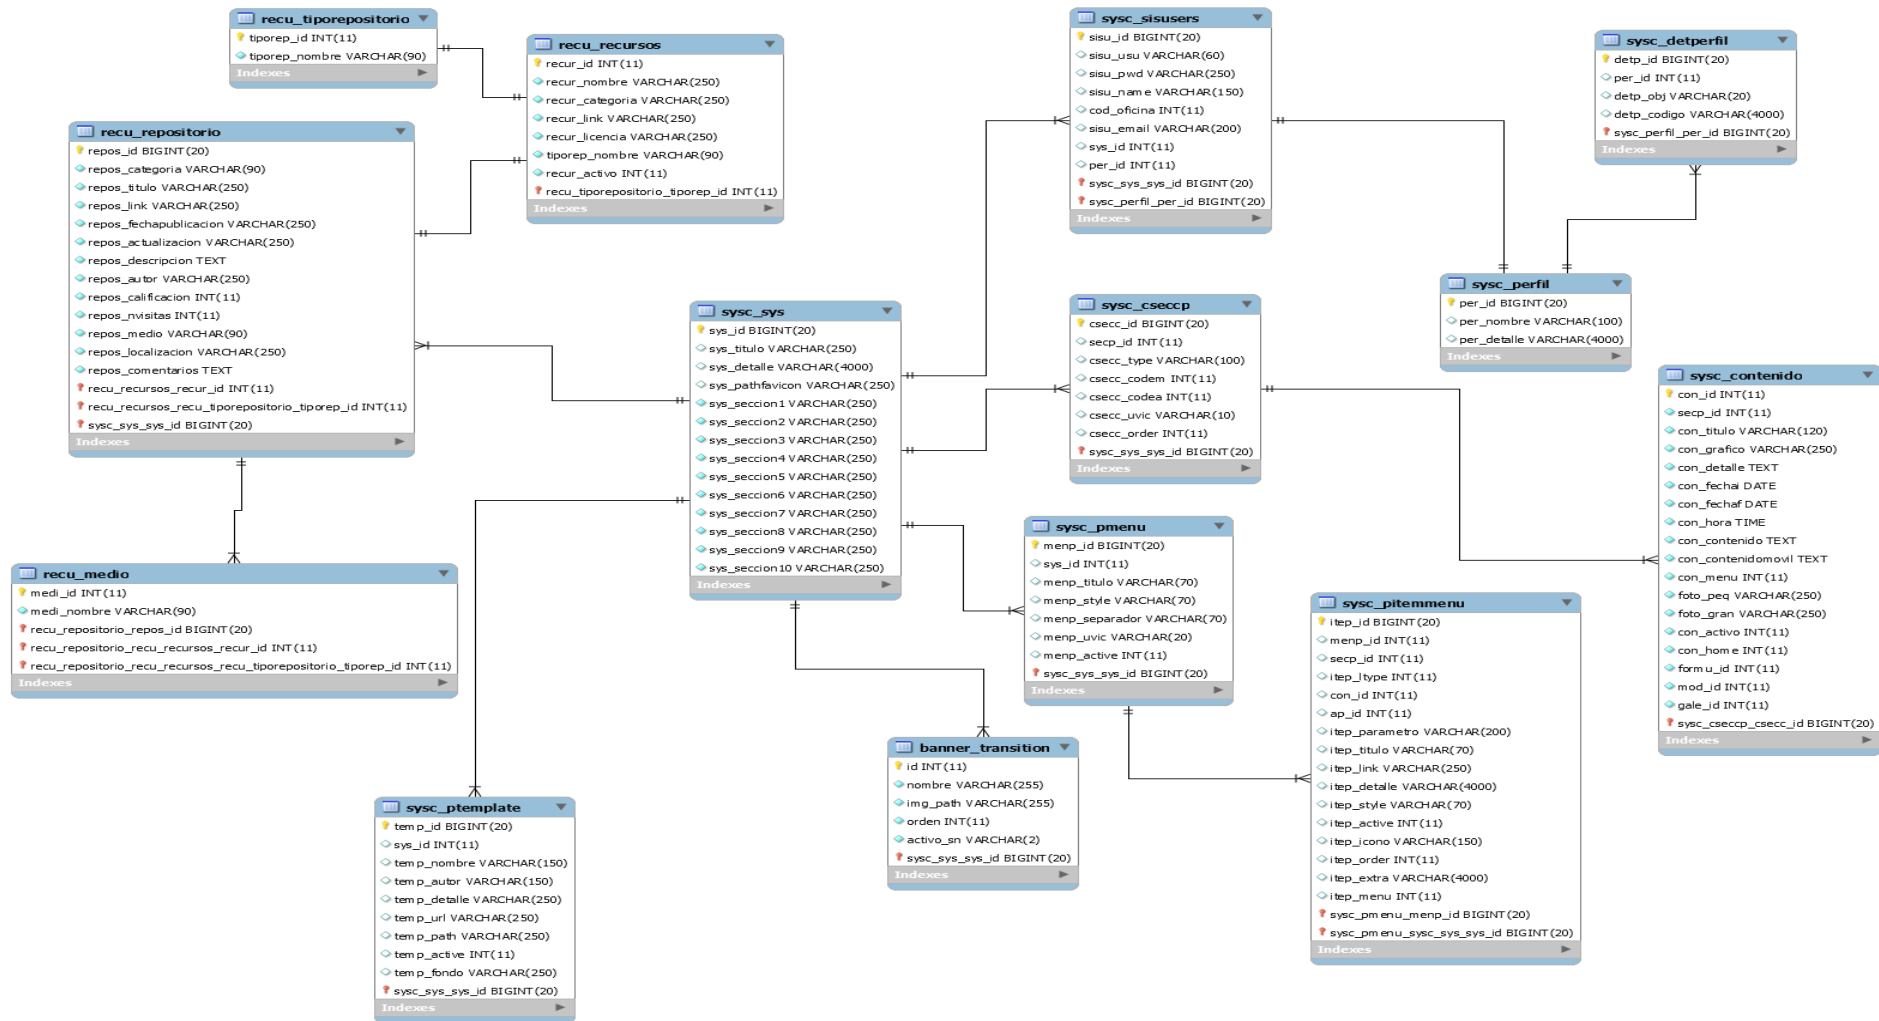 recu_tiporepositorio
tiporep_id INT(11)
tiporep_nombre VARCHAR(90)
Indexes
recu_recursos
recur_id INT(11)
recur_nombre VARCHAR(250)
recur_categoria VARCHAR(250)
recur_link VARCHAR(250)
recur_licencia VARCHAR(250)
tiporep_nombre VARCHAR(90)
recur_activo INT(11)
recu_tiporepositorio_tiporep_id INT(11)
Indexes
sysc_sisusers
sisu_id BIGINT(20)
sisu_usu VARCHAR(60)
sisu_pwd VARCHAR(250)
sisu_name VARCHAR(150)
cod_oficina INT(11)
sisu_email VARCHAR(200)
sys_id INT(11)
per_id INT(11)
sysc_sys_sys_id BIGINT(20)
sysc_perfil_per_id BIGINT(20)
Indexes
sysc_detperfil
detp_id BIGINT(20)
per_id INT(11)
detp_obj VARCHAR(20)
detp_codigo VARCHAR(4000)
sysc_perfil_per_id BIGINT(20)
Indexes
recu_repositorio
repos_id BIGINT(20)
repos_categoria VARCHAR(90)
repos_titulo VARCHAR(250)
repos_link VARCHAR(250)
repos_fechapublicacion VARCHAR(250)
repos_actualizacion VARCHAR(250)
repos_descripcion TEXT
repos_autor VARCHAR(250)
repos_calificacion INT(11)
repos_nvisitas INT(11)
repos_medio VARCHAR(90)
repos_localizacion VARCHAR(250)
repos_comentarios TEXT
recu_recursos_recur_id INT(11)
recu_recursos_recu_tiporepositorio_tiporep_id INT(11)
sysc_sys_sys_id BIGINT(20)
Indexes
sysc_sys
sys_id BIGINT(20)
sys_titulo VARCHAR(250)
sys_detalle VARCHAR(4000)
sys_pathfavicon VARCHAR(250)
sys_seccion1 VARCHAR(250)
sys_seccion2 VARCHAR(250)
sys_seccion3 VARCHAR(250)
sys_seccion4 VARCHAR(250)
sys_seccion5 VARCHAR(250)
sys_seccion6 VARCHAR(250)
sys_seccion7 VARCHAR(250)
sys_seccion8 VARCHAR(250)
sys_seccion9 VARCHAR(250)
sys_seccion10 VARCHAR(250)
Indexes
sysc_cseccp
csecc_id BIGINT(20)
secp_id INT(11)
csecc_type VARCHAR(100)
csecc_codem INT(11)
csecc_codea INT(11)
csecc_uvic VARCHAR(10)
csecc_order INT(11)
sysc_sys_sys_id BIGINT(20)
Indexes
sysc_perfil
per_id BIGINT(20)
per_nombre VARCHAR(100)
per_detalle VARCHAR(4000)
Indexes
sysc_contenido
con_id INT(11)
secp_id INT(11)
con_titulo VARCHAR(120)
con_grafico VARCHAR(250)
con_detalle TEXT
con_fechai DATE
con_fechaf DATE
con_hora TIME
con_contenido TEXT
con_contenidomovil TEXT
con_menu INT(11)
foto_peq VARCHAR(250)
foto_gran VARCHAR(250)
con_activo INT(11)
con_home INT(11)
formu_id INT(11)
mod_id INT(11)
gale_id INT(11)
sysc_cseccp_csecc_id BIGINT(20)
Indexes
recu_medio
medi_id INT(11)
medi_nombre VARCHAR(90)
recu_repositorio_repos_id BIGINT(20)
recu_repositorio_recu_recursos_recur_id INT(11)
recu_repositorio_recu_recursos_recu_tiporepositorio_tiporep_id INT(11)
Indexes
sysc_pmenu
menp_id BIGINT(20)
sys_id INT(11)
menp_titulo VARCHAR(70)
menp_style VARCHAR(70)
menp_separador VARCHAR(70)
menp_uvic VARCHAR(20)
menp_active INT(11)
sysc_sys_sys_id BIGINT(20)
Indexes
sysc_pitemmenu
itep_id BIGINT(20)
menp_id INT(11)
secp_id INT(11)
itep_ltype INT(11)
con_id INT(11)
ap_id INT(11)
itep_parametro VARCHAR(200)
itep_titulo VARCHAR(70)
itep_link VARCHAR(250)
itep_detalle VARCHAR(4000)
itep_style VARCHAR(70)
itep_active INT(11)
itep_icono VARCHAR(150)
itep_order INT(11)
itep_extra VARCHAR(4000)
itep_menu INT(11)
sysc_pmenu_menp_id BIGINT(20)
sysc_pmenu_sysc_sys_sys_id BIGINT(20)
Indexes
banner_transition
id INT(11)
nombre VARCHAR(255)
img_path VARCHAR(255)
orden INT(11)
activo_sn VARCHAR(2)
sysc_sys_sys_id BIGINT(20)
Indexes
sysc_ptemplate
temp_id BIGINT(20)
sys_id INT(11)
temp_nombre VARCHAR(150)
temp_autor VARCHAR(150)
temp_detalle VARCHAR(250)
temp_url VARCHAR(250)
temp_path VARCHAR(250)
temp_active INT(11)
temp_fondo VARCHAR(250)
sysc_sys_sys_id BIGINT(20)
Indexes